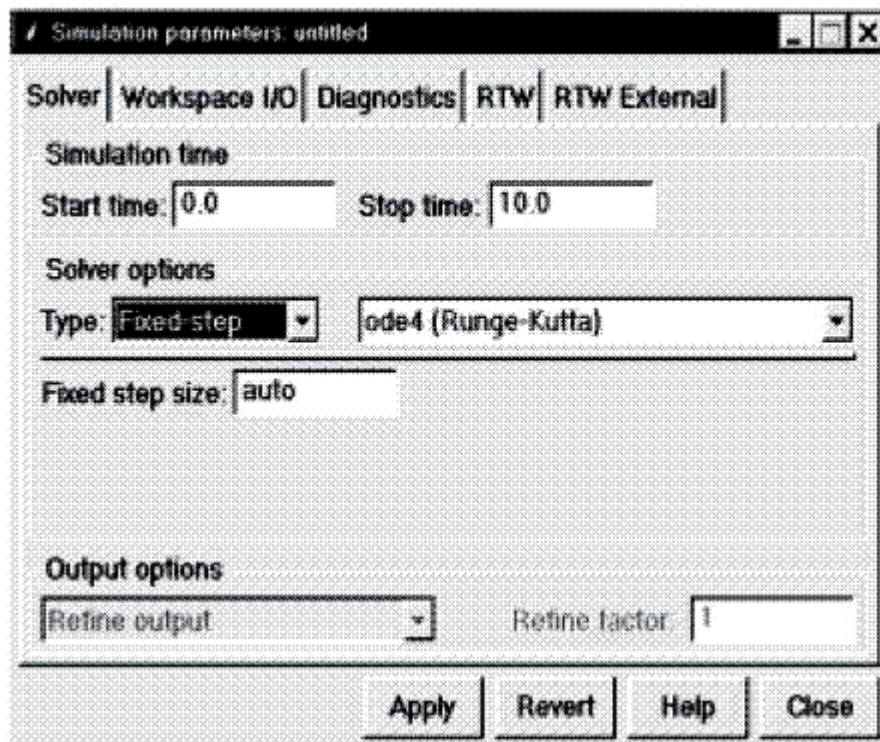 Simulation parameters: untitled
Solver Workspace I/O Diagnostics RTW RTW External
Simulation time
Start time: 0.0 Stop time: 10.0
Solver options
Type: Fixed-step ode4 (Runge-Kutta)
Fixed step size: auto
Output options
Refine output Refine factor: 1
Apply Revert Help Close